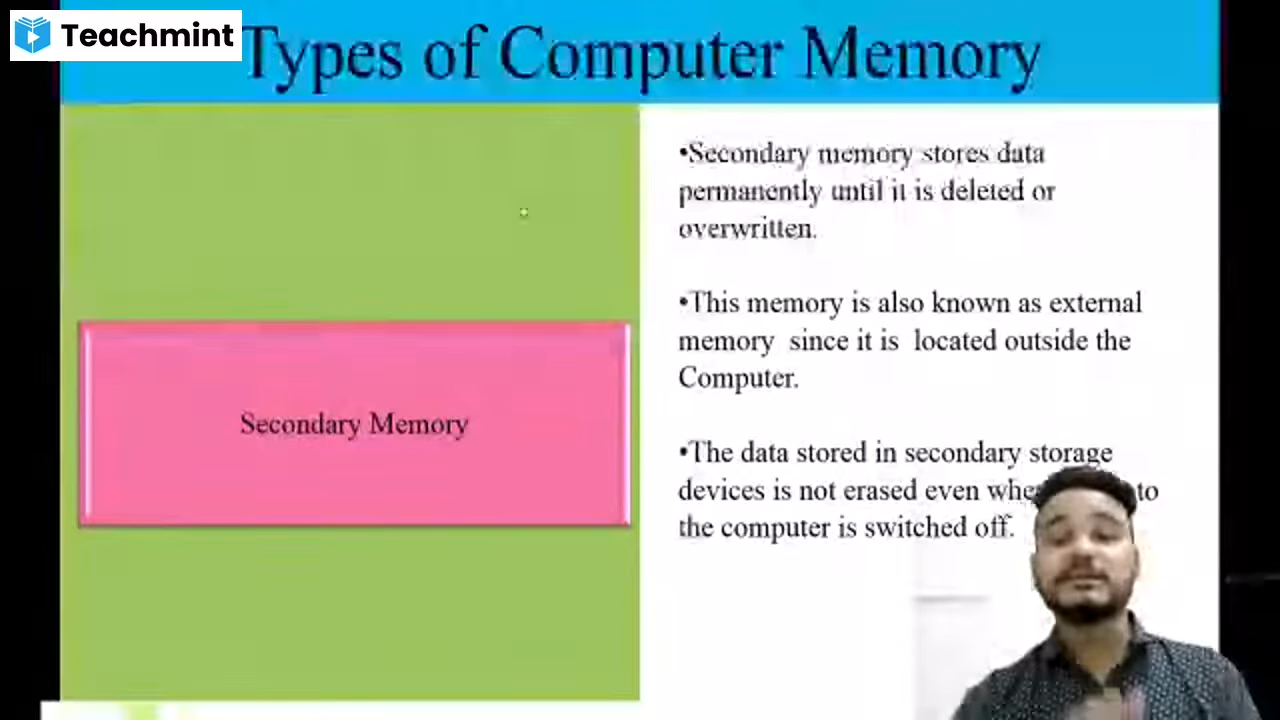 Teachmint
Types of Computer Memory
•Secondary memory stores data
permanently until it is deleted or
overwritten.
•This memory is also known as external
memory since it is located outside the
Computer.
•The data stored in secondary storage
devices is not erased even to
the computer is switched off.
Secondary Memory